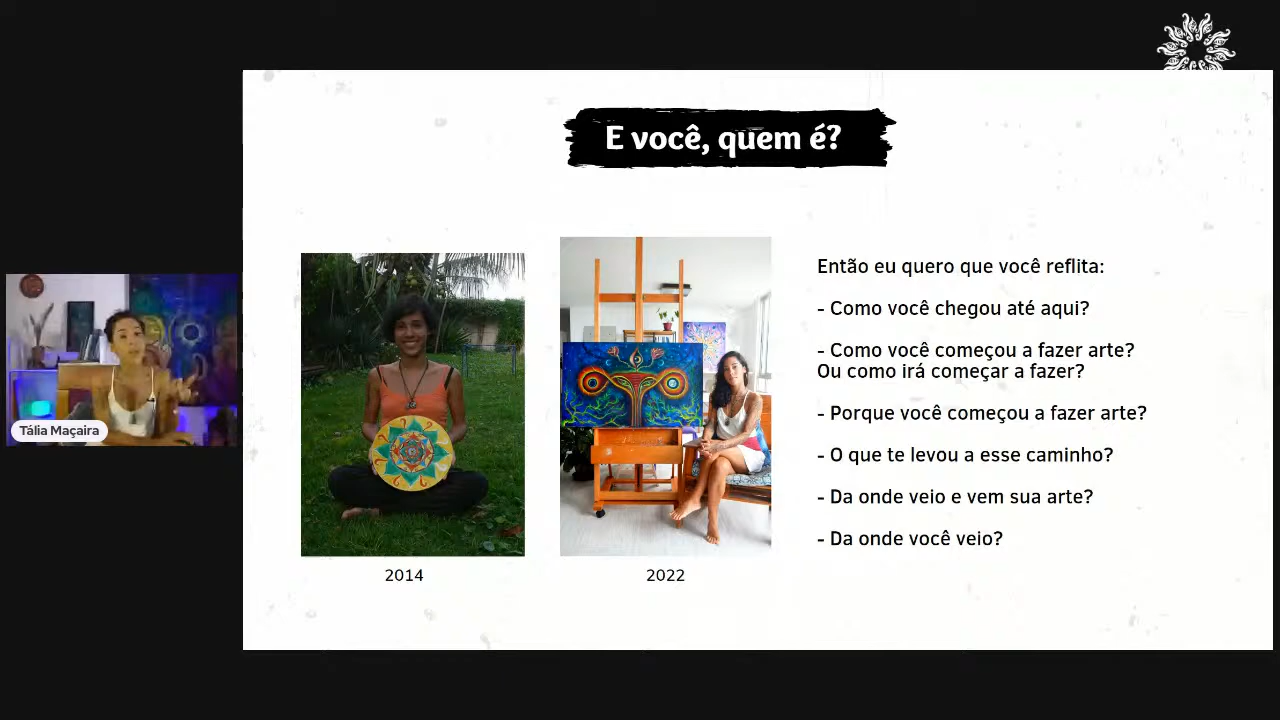 E você, quem é?
Então eu quero que você reflita:
- Como você chegou até aqui?
- Como você começou a fazer arte?
Ou como irá começar a fazer?
- Porque você começou a fazer arte?
- O que te levou a esse caminho?
- Da onde veio e vem sua arte?
- Da onde você veio?
2014
2022
Tália Maçaira